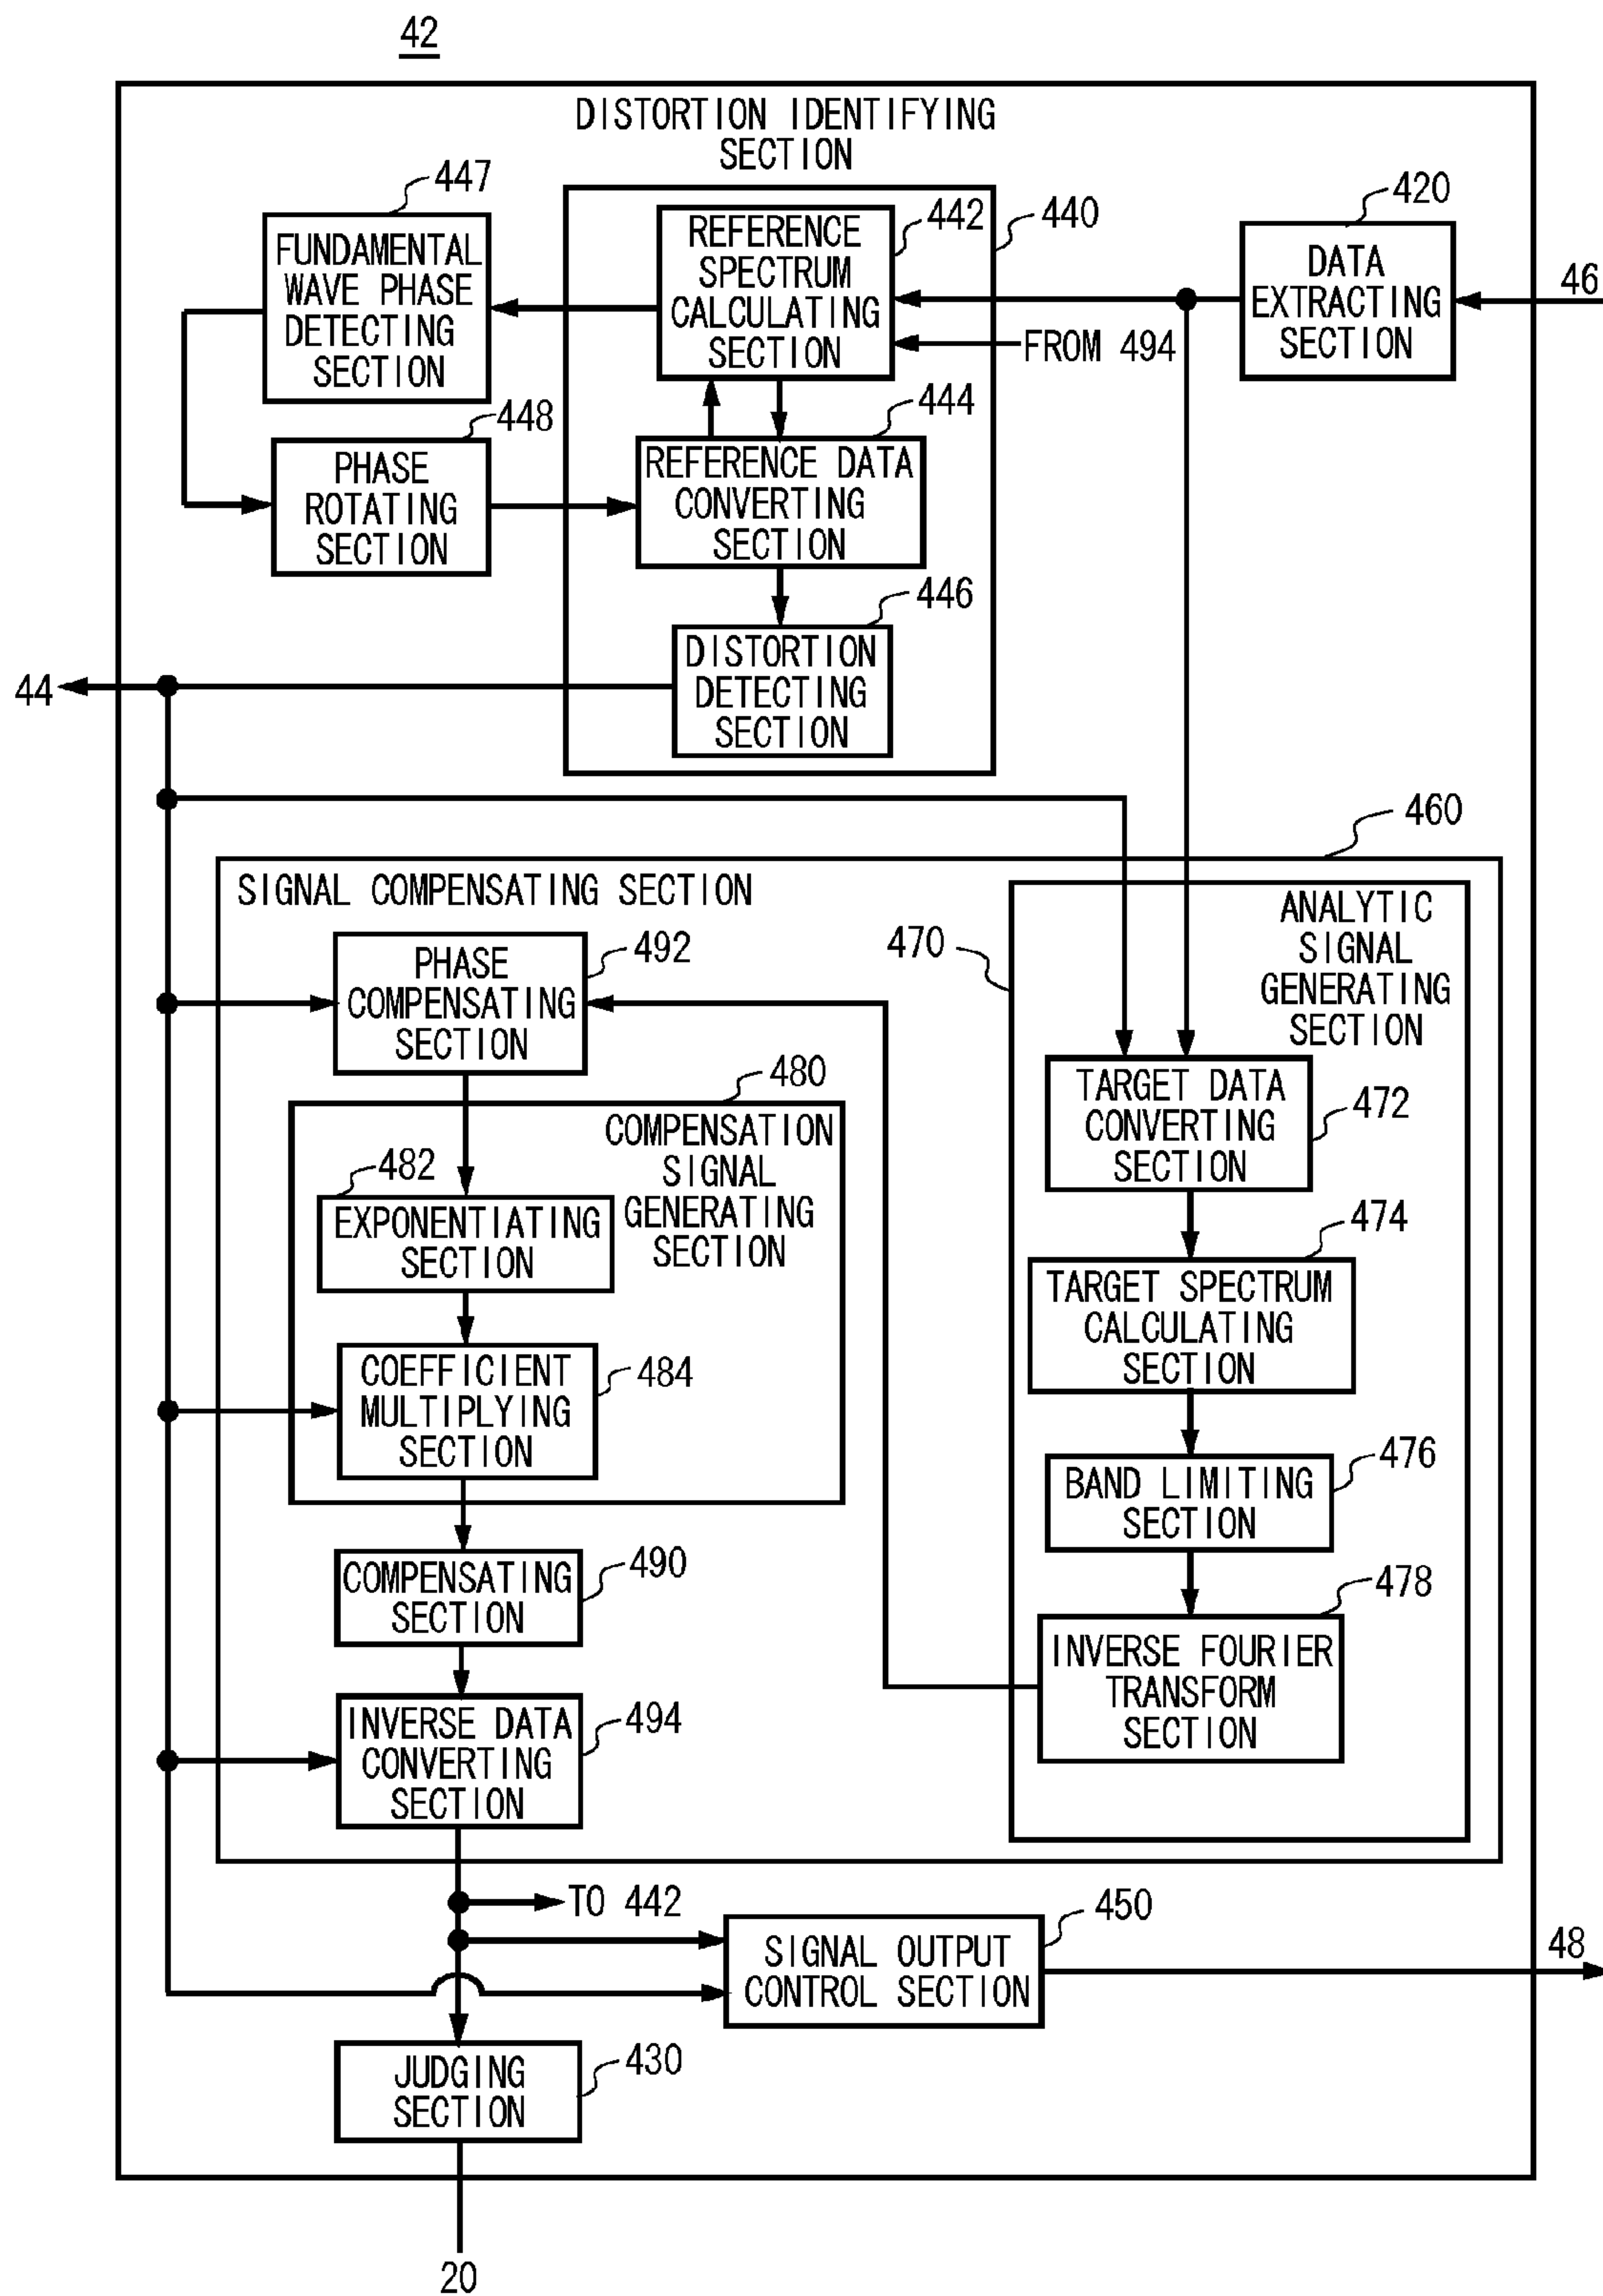 42
DISTORTION IDENTIFYING
SECTION
447
FUNDAMENTAL
WAVE PHASE
DETECTING
SECTION
442
REFERENCE
SPECTRUM
CALCULATING
SECTION
440
420
DATA
EXTRACTING
SECTION
46
FROM 494
448
PHASE
ROTATING
SECTION
444
REFERENCE DATA
CONVERTING
SECTION
446
DISTORTION
DETECTING
SECTION
44
460
SIGNAL COMPENSATING SECTION
470
ANALYTIC
SIGNAL
GENERATING
SECTION
492
PHASE
COMPENSATING
SECTION
480
COMPENSATION
SIGNAL
GENERATING
SECTION
482
EXPONENTIATING
SECTION
484
COEFFICIENT
MULTIPLYING
SECTION
472
TARGET DATA
CONVERTING
SECTION
474
TARGET SPECTRUM
CALCULATING
SECTION
476
BAND LIMITING
SECTION
478
INVERSE FOURIER
TRANSFORM
SECTION
490
COMPENSATING
SECTION
494
INVERSE DATA
CONVERTING
SECTION
TO 442
450
SIGNAL OUTPUT
CONTROL SECTION
48
430
JUDGING
SECTION
20